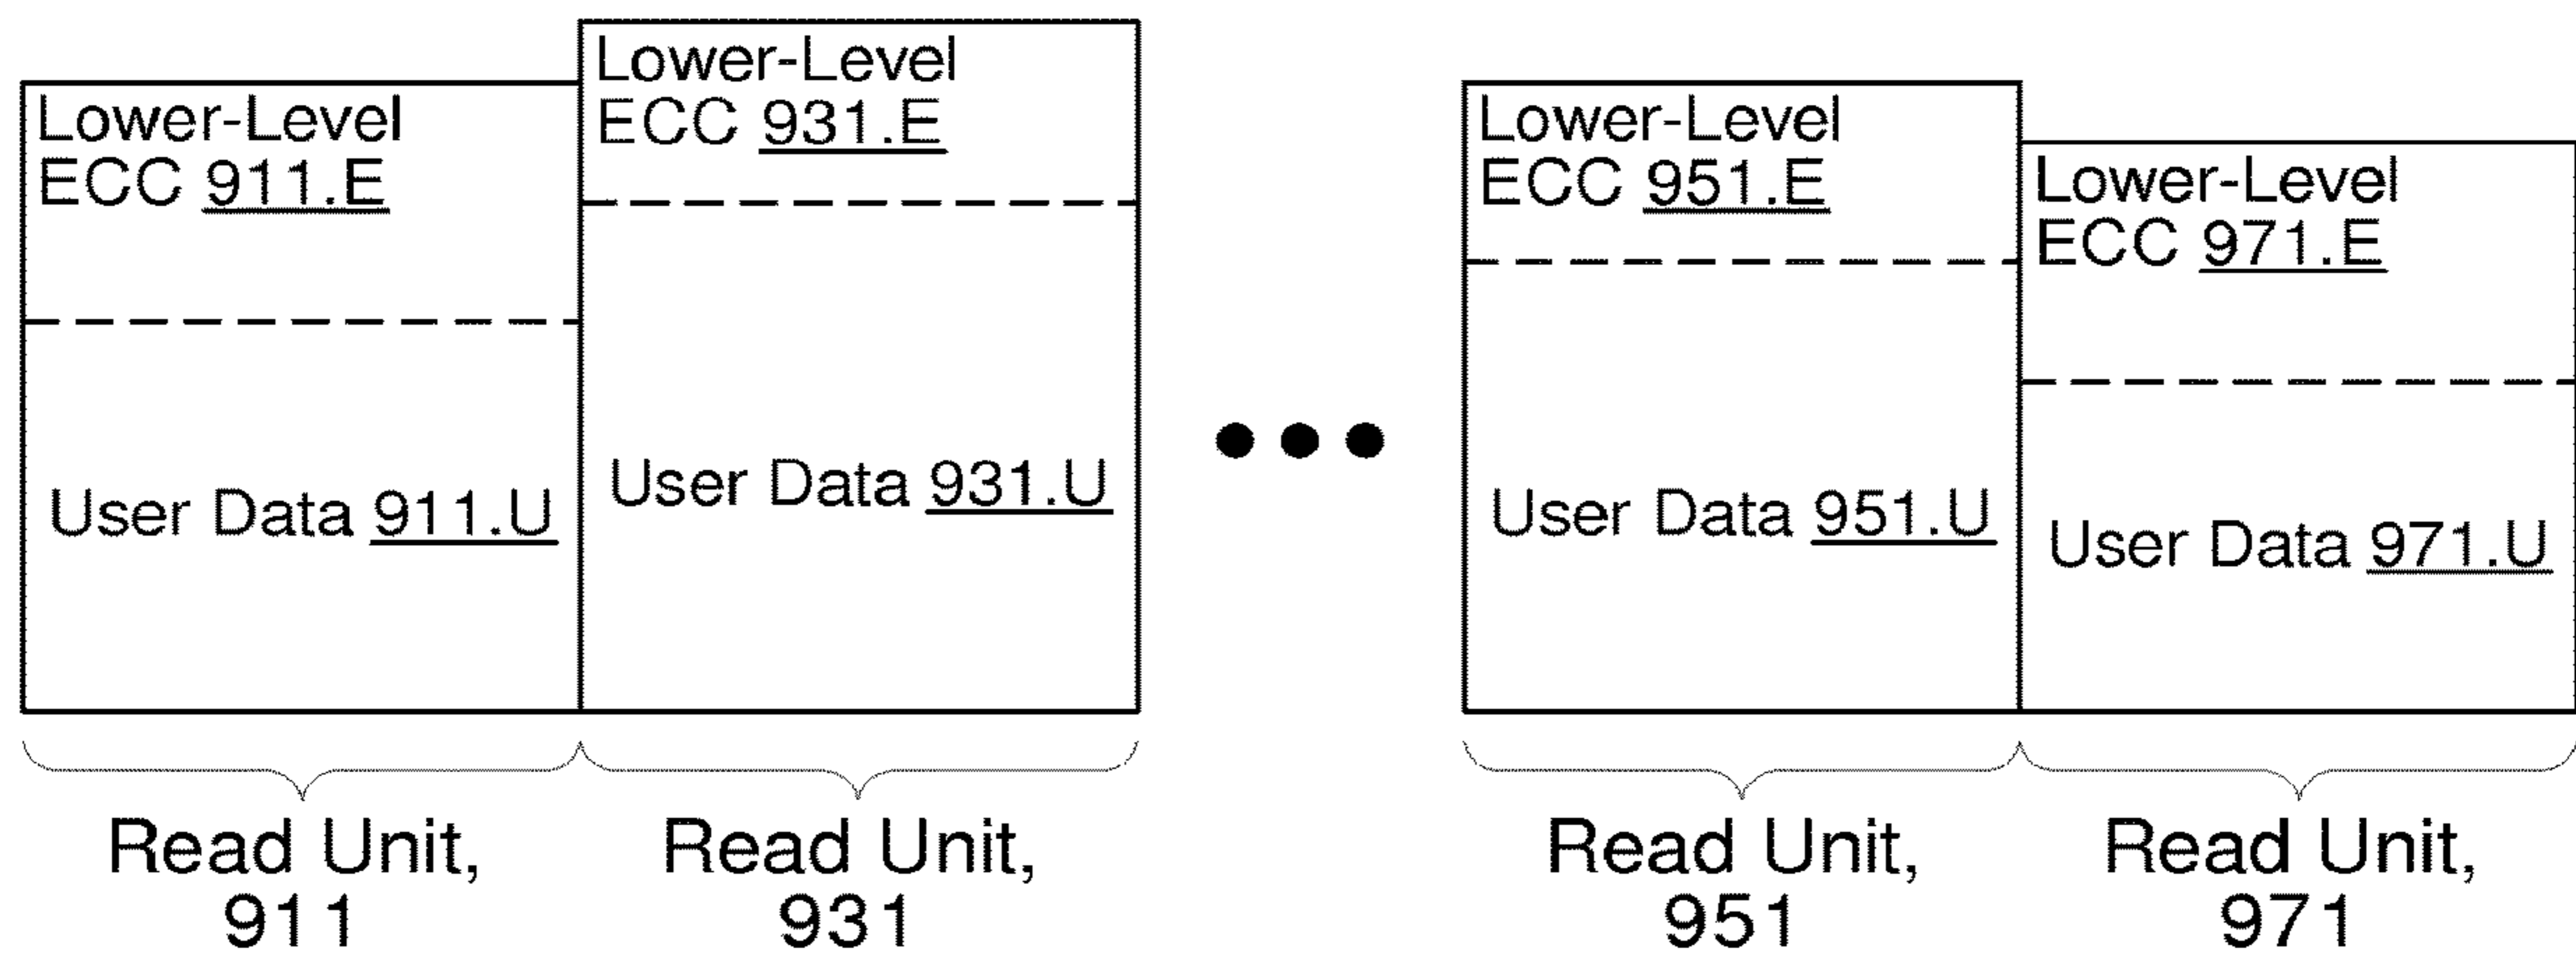 Lower-Level
ECC 911.E
User Data 911.U
Read Unit,
911
Lower-Level
ECC 931.E
User Data 931.U
Read Unit,
931
Lower-Level
ECC 951.E
User Data 951.U
Read Unit,
951
Lower-Level
ECC 971.E
User Data 971.U
Read Unit,
971